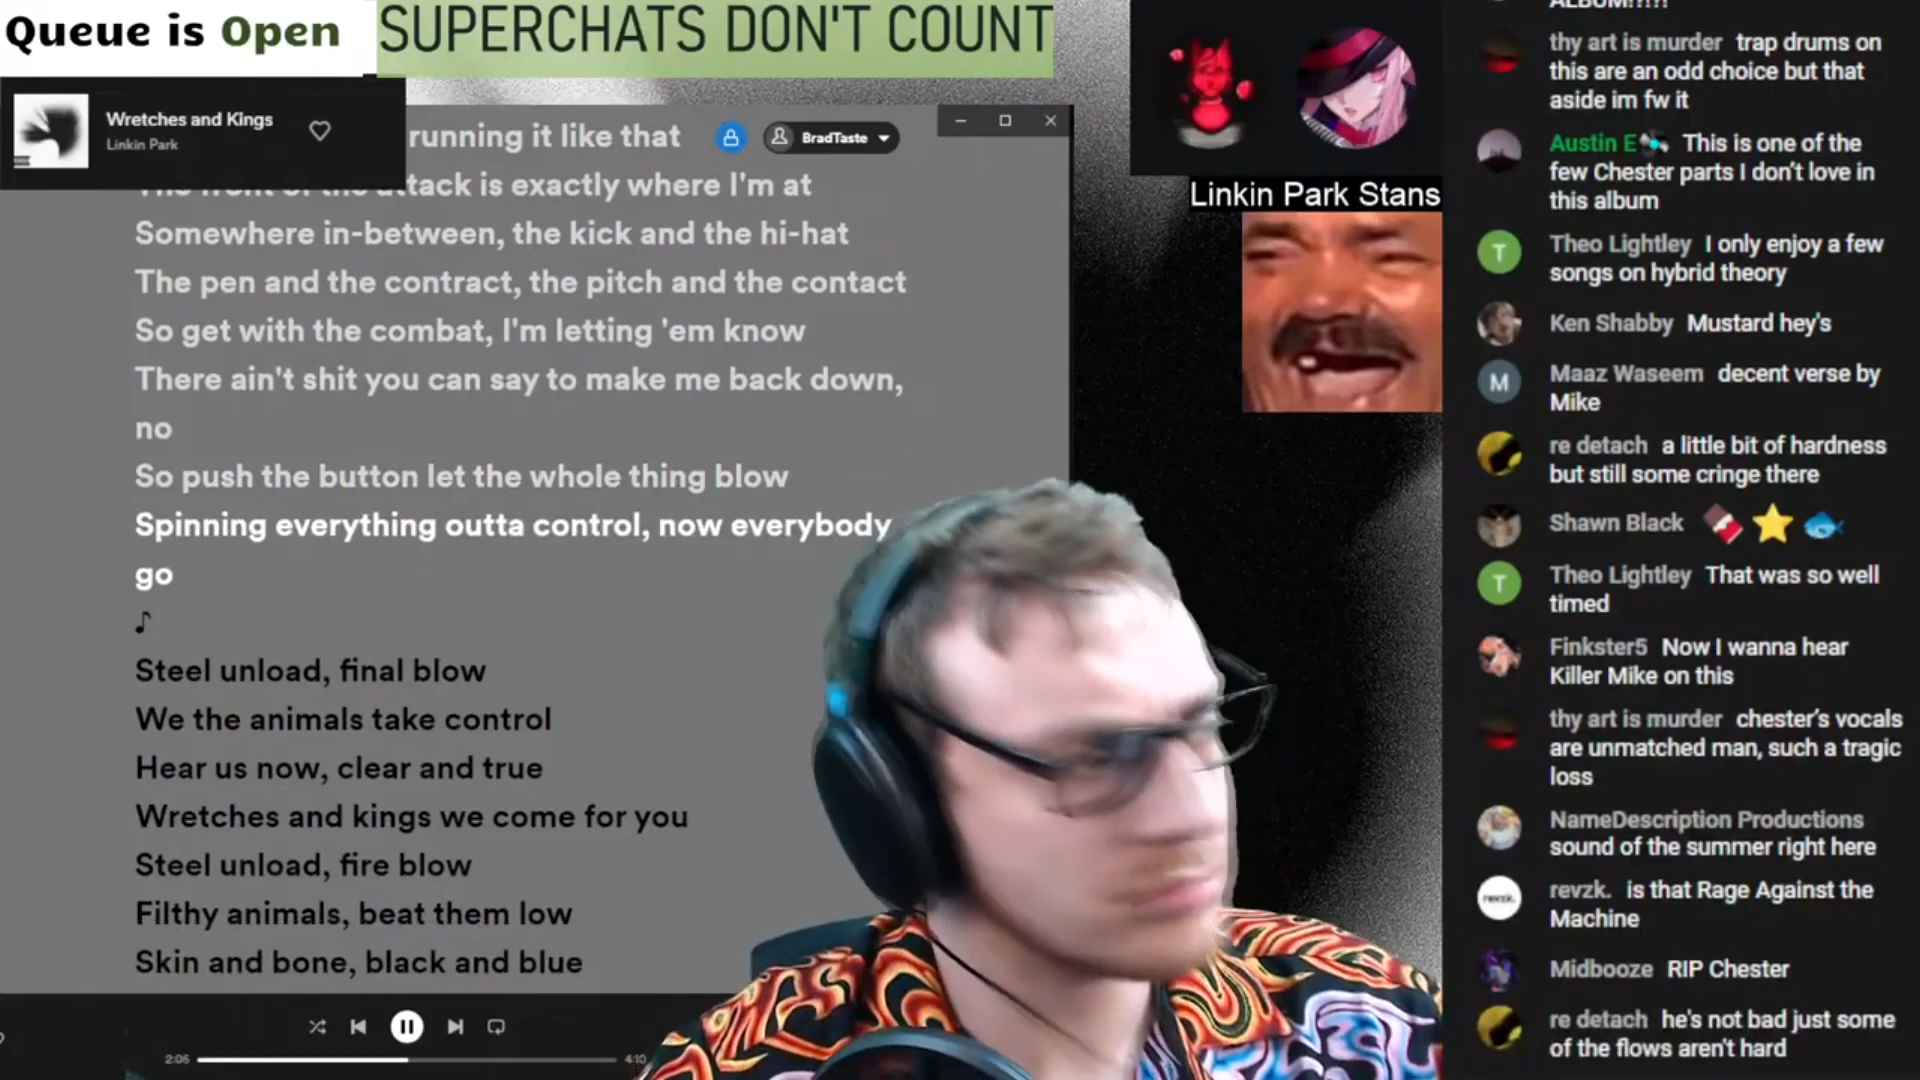 Queue is Open
SUPERCHATS DON'T COUNT
Wretches and Kings
Linkin Park
running it like that
BradTaste
attack is exactly where I'm at
Somewhere in-between, the kick and the hi-hat
The pen and the contract, the pitch and the contact
So get with the combat, I'm letting 'em know
There ain't shit you can say to make me back down,
no
So push the button let the whole thing blow
Spinning everything outta control, now everybody
go
♪
Steel unload, final blow
We the animals take control
Hear us now, clear and true
Wretches and kings we come for you
Steel unload, fire blow
Filthy animals, beat them low
Skin and bone, black and blue
2:05
4:10
Linkin Park Stans
ALBUM!!!!!
thy art is murder trap drums on
this are an odd choice but that
aside im fw it
Austin E This is one of the
few Chester parts I don't love in
this album
T
Theo Lightley I only enjoy a few
songs on hybrid theory
Ken Shabby Mustard hey's
M
Maaz Waseem decent verse by
Mike
re detach a little bit of hardness
but still some cringe there
Shawn Black 🍫⭐🐟
T
Theo Lightley That was so well
timed
Finkster5 Now I wanna hear
Killer Mike on this
thy art is murder chester's vocals
are unmatched man, such a tragic
loss
NameDescription Productions
sound of the summer right here
revzk.
revzk. is that Rage Against the
Machine
Midbooze RIP Chester
re detach he's not bad just some
of the flows aren't hard